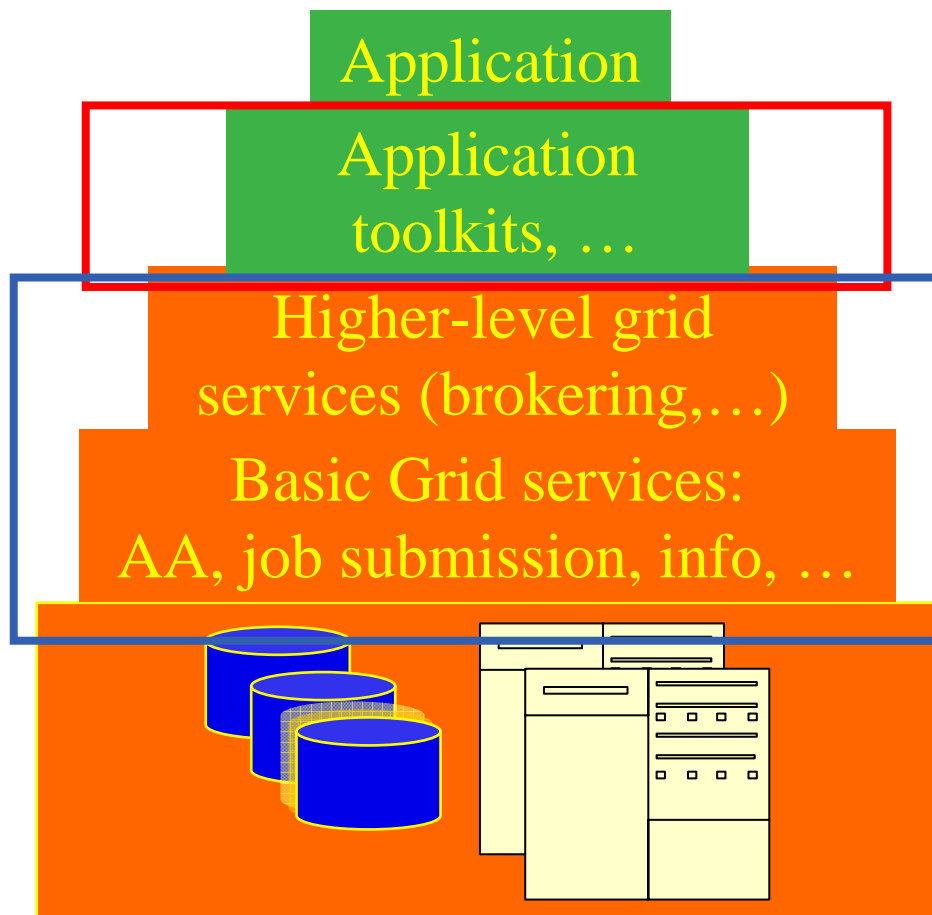 Application
Application
toolkits, …
Higher-level grid
services (brokering,…)
Basic Grid services:
AA, job submission, info, …